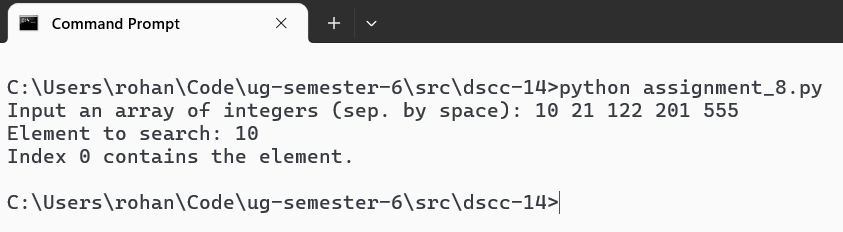 Command Prompt
C:\Users\rohan\Code\ug-semester-6\src\dscc-14>python assignment_8.py
Input an array of integers (sep. by space): 10 21 122 201 555
Element to search: 10
Index 0 contains the element.
C:\Users\rohan\Code\ug-semester-6\src\dscc-14>